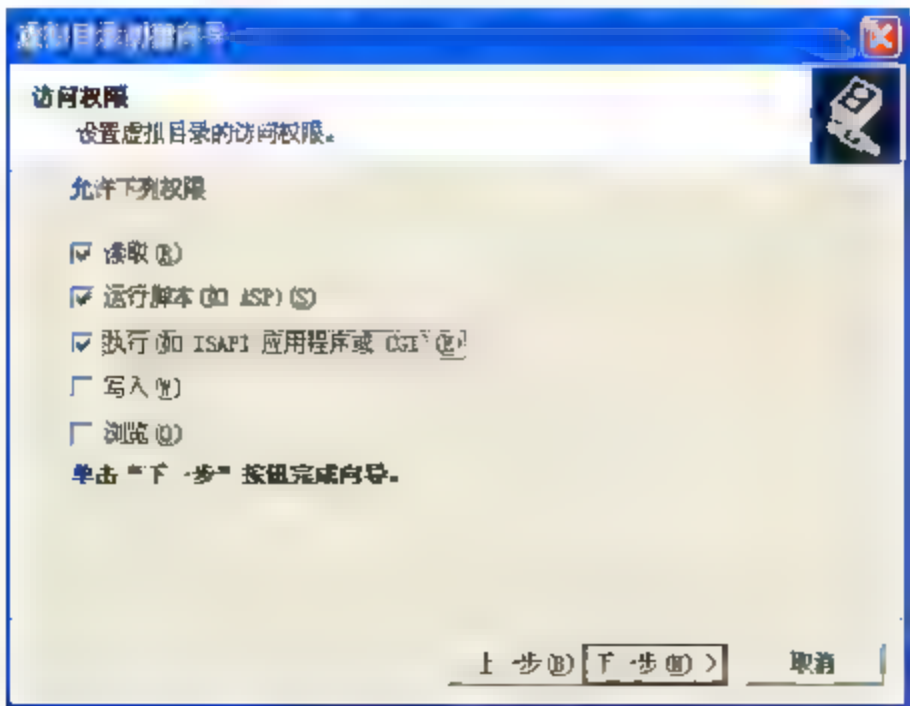 虚拟目录创建向导
访问权限
设置虚拟目录的访问权限。
允许下列权限
读取(R)
运行脚本(如 ASP)(S)
执行(如 ISAPI 应用程序或 CGI)(E)
写入(W)
浏览(O)
单击“下一步”按钮完成向导。
上一步(B) 下一步(N) > 取消